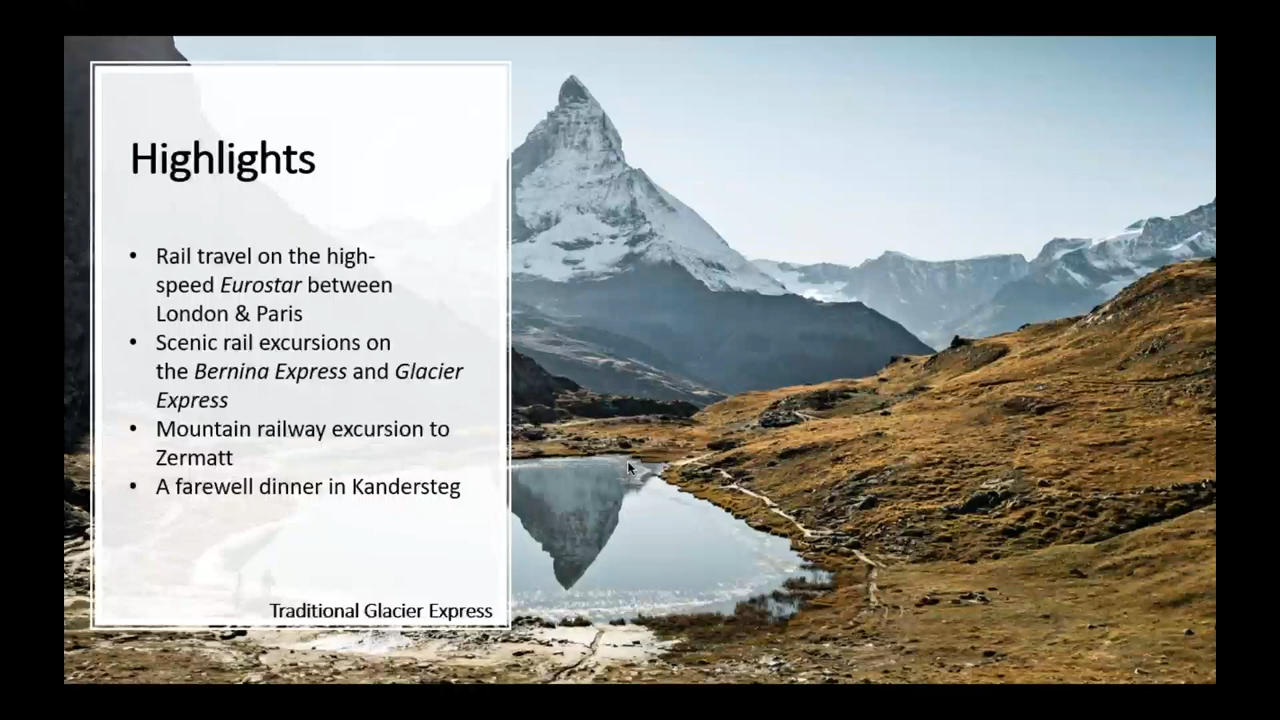 Highlights
• Rail travel on the high-
speed Eurostar between
London & Paris
• Scenic rail excursions on
the Bernina Express and Glacier
Express
• Mountain railway excursion to
Zermatt
• A farewell dinner in Kandersteg
Traditional Glacier Express